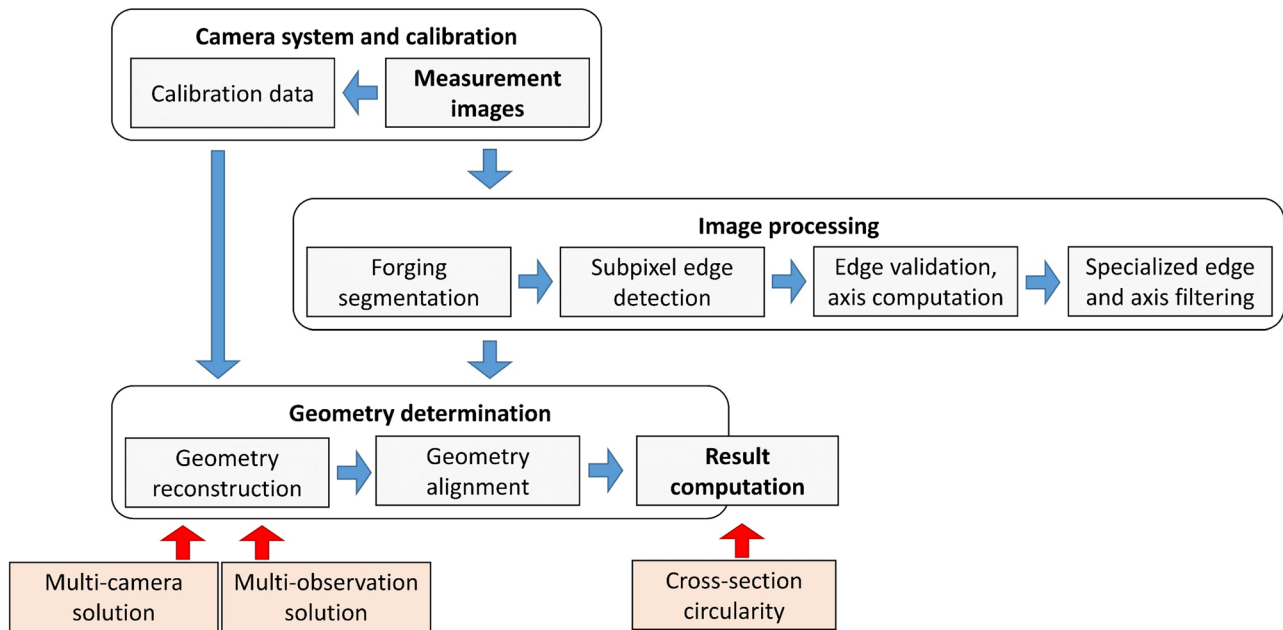 Camera system and calibration
Calibration data
Measurement
images
Image processing
Forging
segmentation
Subpixel edge
detection
Edge validation,
axis computation
Specialized edge
and axis filtering
Geometry determination
Geometry
reconstruction
Geometry
alignment
Result
computation
Multi-camera
solution
Multi-observation
solution
Cross-section
circularity